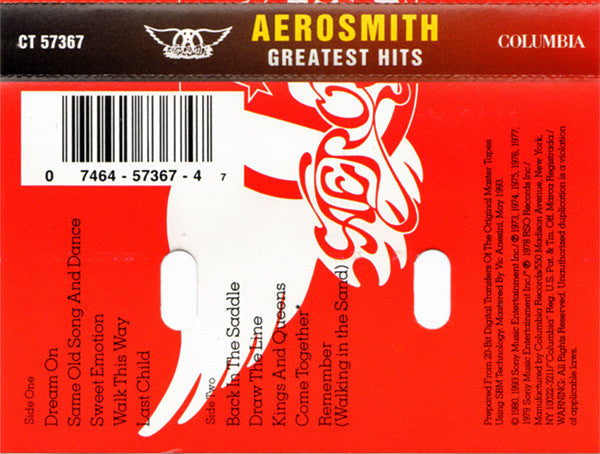 CT 57367
AEROSMITH
AEROSMITH
GREATEST HITS
COLUMBIA
0 7464-57367-4 7
AEROS
Side One
Dream On
Same Old Song And Dance
Sweet Emotion
Walk This Way
Last Child
Side Two
Back In The Saddle
Draw The Line
Kings And Queens
Come Together*
Remember
(Walking in the Sand)
Prepared From 20-Bit Digital Transfers Of The Original Master Tapes
Using SBM Technology. Mastered By Vic Anesini, May 1993.
© 1980, 1993 Sony Music Entertainment Inc./ ℗ 1973, 1974, 1975, 1976, 1977,
1979 Sony Music Entertainment Inc./* ℗ 1978 RSO Records Inc./
Manufactured by Columbia Records/550 Madison Avenue, New York,
NY 10022-3211/"Columbia" Reg. U.S. Pat. & Tm. Off. Marca Registrada./
WARNING: All Rights Reserved. Unauthorized duplication is a violation
of applicable laws.